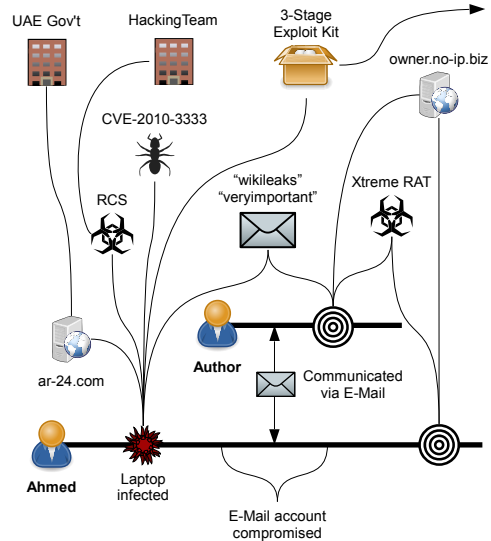 UAE Gov't
HackingTeam
3-Stage
Exploit Kit
owner.no-ip.biz
CVE-2010-3333
"wikileaks"
"veryimportant"
Xtreme RAT
RCS
ar-24.com
Author
Communicated
via E-Mail
Ahmed
Laptop
infected
E-Mail account
compromised